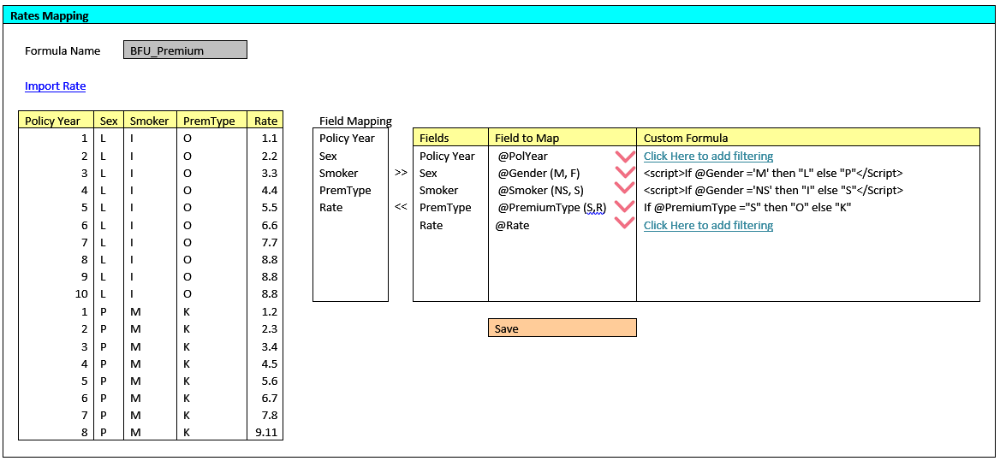 Rates Mapping
Formula Name BFU_Premium
Import Rate
Policy Year Sex Smoker PremType Rate
1 L I O 1.1
2 L I O 2.2
3 L I O 3.3
4 L I O 4.4
5 L I O 5.5
6 L I O 6.6
7 L I O 7.7
8 L I O 8.8
9 L I O 8.8
10 L I O 8.8
1 P M K 1.2
2 P M K 2.3
3 P M K 3.4
4 P M K 4.5
5 P M K 5.6
6 P M K 6.7
7 P M K 7.8
8 P M K 9.11
Field Mapping
Policy Year
Sex
Smoker
PremType
Rate
>>
<<
Fields Field to Map Custom Formula
Policy Year @PolYear Click Here to add filtering
Sex @Gender (M, F) <script>If @Gender ='M' then "L" else "P"</Script>
Smoker @Smoker (NS, S) <script>If @Gender ='NS' then "I" else "S"</Script>
PremType @PremiumType (S,R) If @PremiumType ="S" then "O" else "K"
Rate @Rate Click Here to add filtering
Save